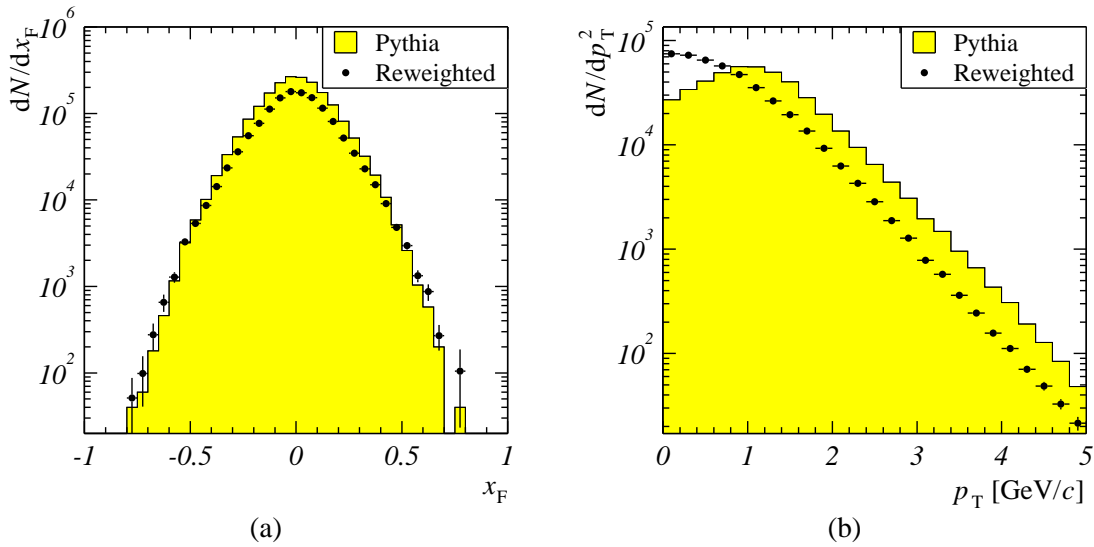 dN/dx_F
10^6
10^5
10^4
10^3
10^2
Pythia
Reweighted
-1 -0.5 0 0.5 1
x_F
(a)
dN/dp_T^2
10^5
10^4
10^3
10^2
Pythia
Reweighted
0 1 2 3 4 5
p_T [GeV/c]
(b)